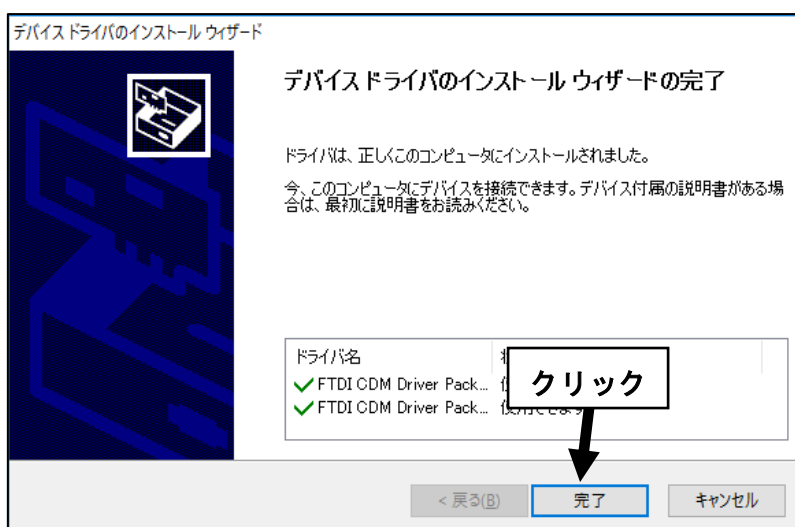 デバイス ドライバのインストール ウィザード
デバイス ドライバのインストール ウィザードの完了
ドライバは、正しくこのコンピュータにインストールされました。
今、このコンピュータにデバイスを接続できます。デバイス付属の説明書がある場
合は、最初に説明書をお読みください。
ドライバ名
クリック
FTDI CDM Driver Pack...
FTDI CDM Driver Pack... 使用できます
< 戻る(B)
完了
キャンセル